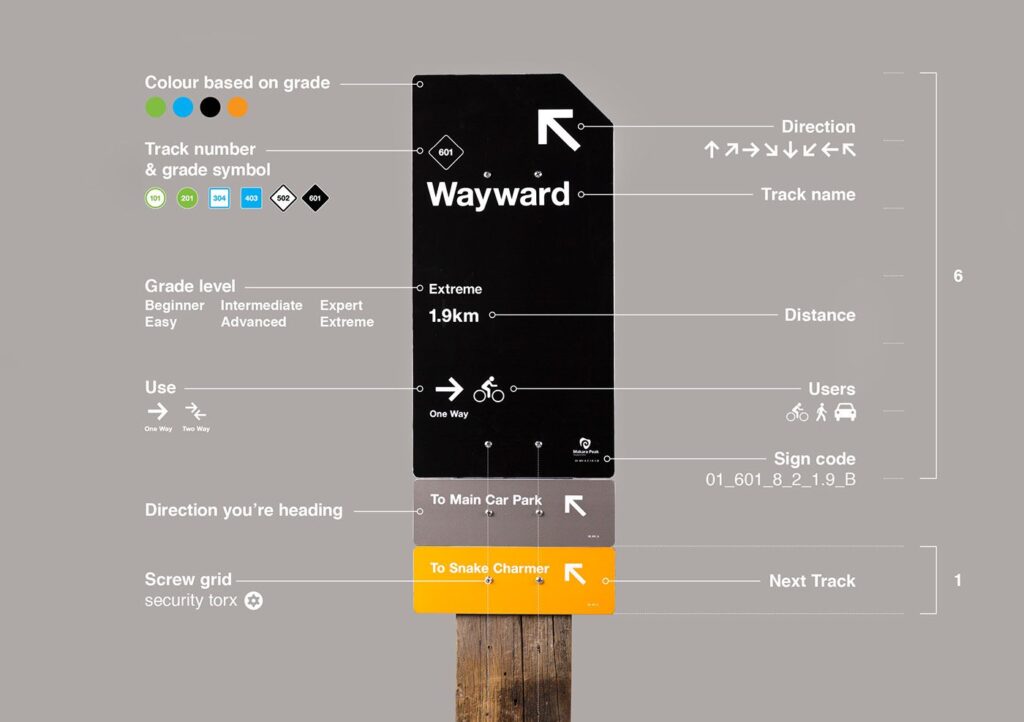 Colour based on grade
Track number
& grade symbol
101 201 304 403 502 601
Grade level
Beginner Intermediate Expert
Easy Advanced Extreme
Use
One Way Two Way
Direction you're heading
Screw grid
security torx
601
Wayward
Extreme
1.9km
One Way
Makara Peak
To Main Car Park
To Snake Charmer
Direction
Track name
Distance
Users
Sign code
01_601_8_2_1.9_B
Next Track
6
1